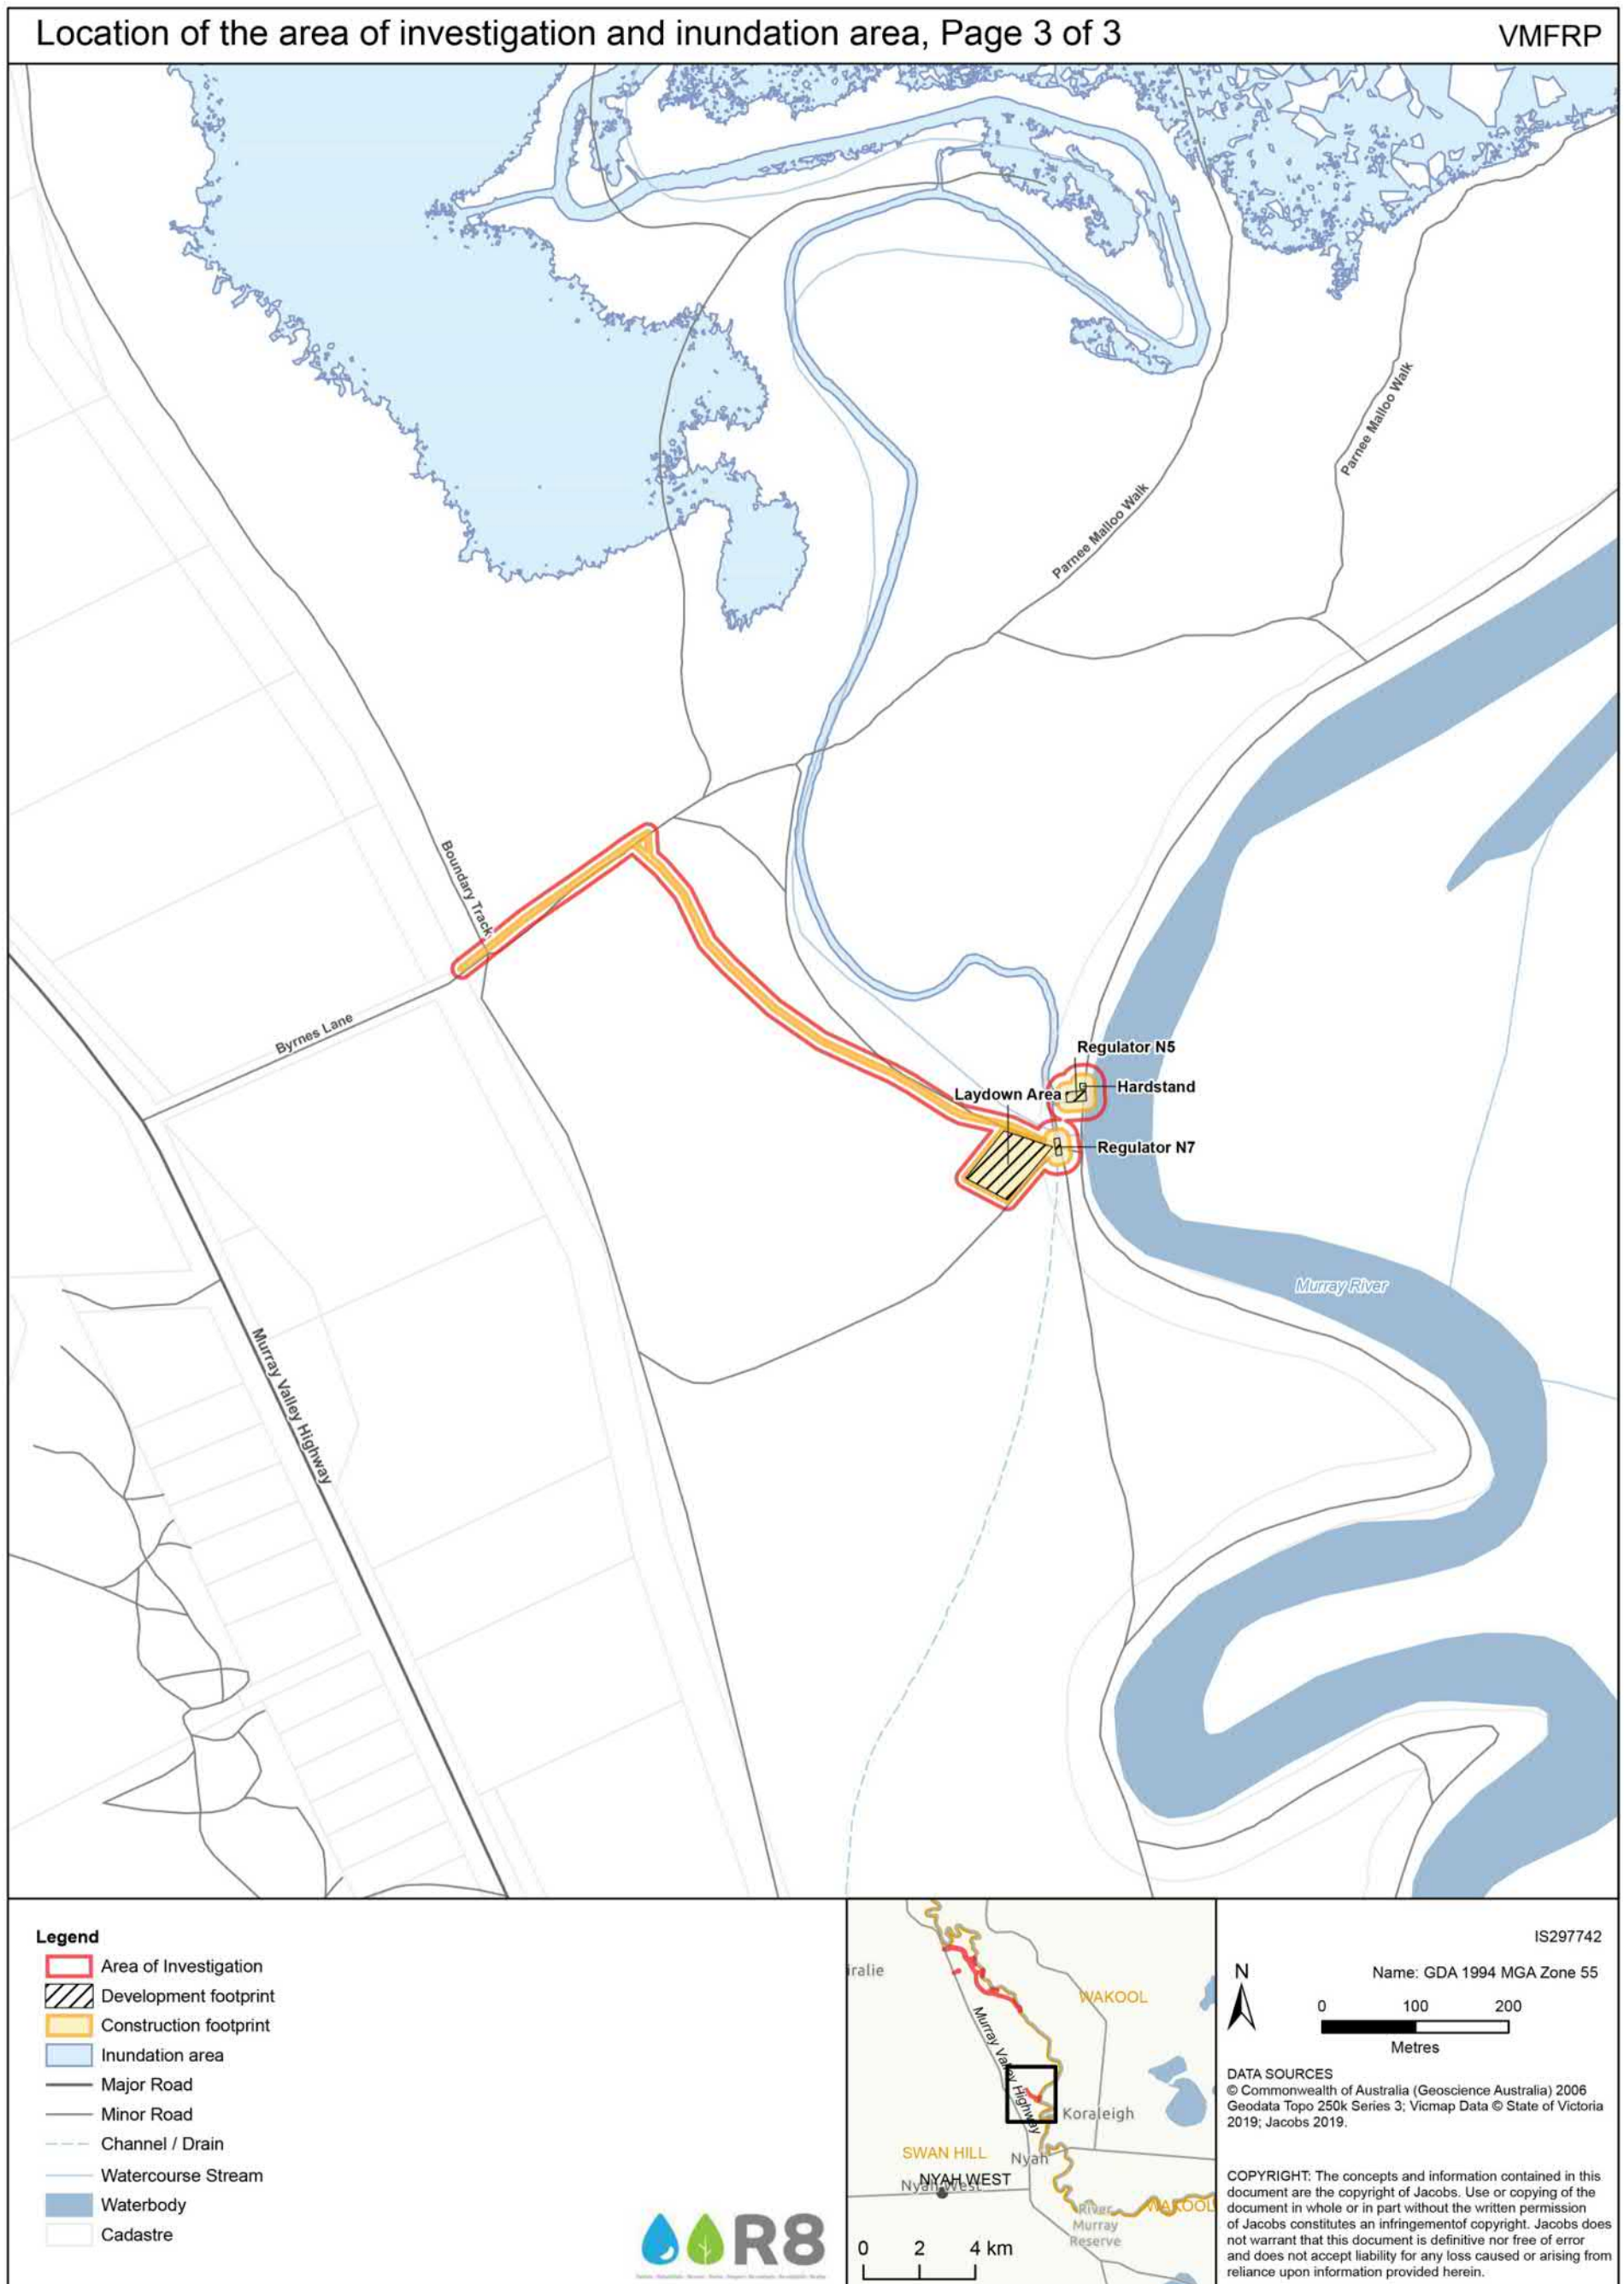 Location of the area of investigation and inundation area, Page 3 of 3
VMFRP
Parnee Malloo Walk
Parnee Malloo Walk
Boundary Track
Byrnes Lane
Regulator N5
Laydown Area
Hardstand
Regulator N7
Murray River
Murray Valley Highway
Legend
Area of Investigation
Development footprint
Construction footprint
Inundation area
Major Road
Minor Road
Channel / Drain
Watercourse Stream
Waterbody
Cadastre
R8
iralie
WAKOOL
Murray Valley Highway
Koraleigh
SWAN HILL
Nyah
Nyah West
NYAH WEST
River
Murray
Reserve
WAKOOL
0 2 4 km
IS297742
N
Name: GDA 1994 MGA Zone 55
0 100 200
Metres
DATA SOURCES
© Commonwealth of Australia (Geoscience Australia) 2006
Geodata Topo 250k Series 3; Vicmap Data © State of Victoria
2019; Jacobs 2019.
COPYRIGHT: The concepts and information contained in this
document are the copyright of Jacobs. Use or copying of the
document in whole or in part without the written permission
of Jacobs constitutes an infringementof copyright. Jacobs does
not warrant that this document is definitive nor free of error
and does not accept liability for any loss caused or arising from
reliance upon information provided herein.